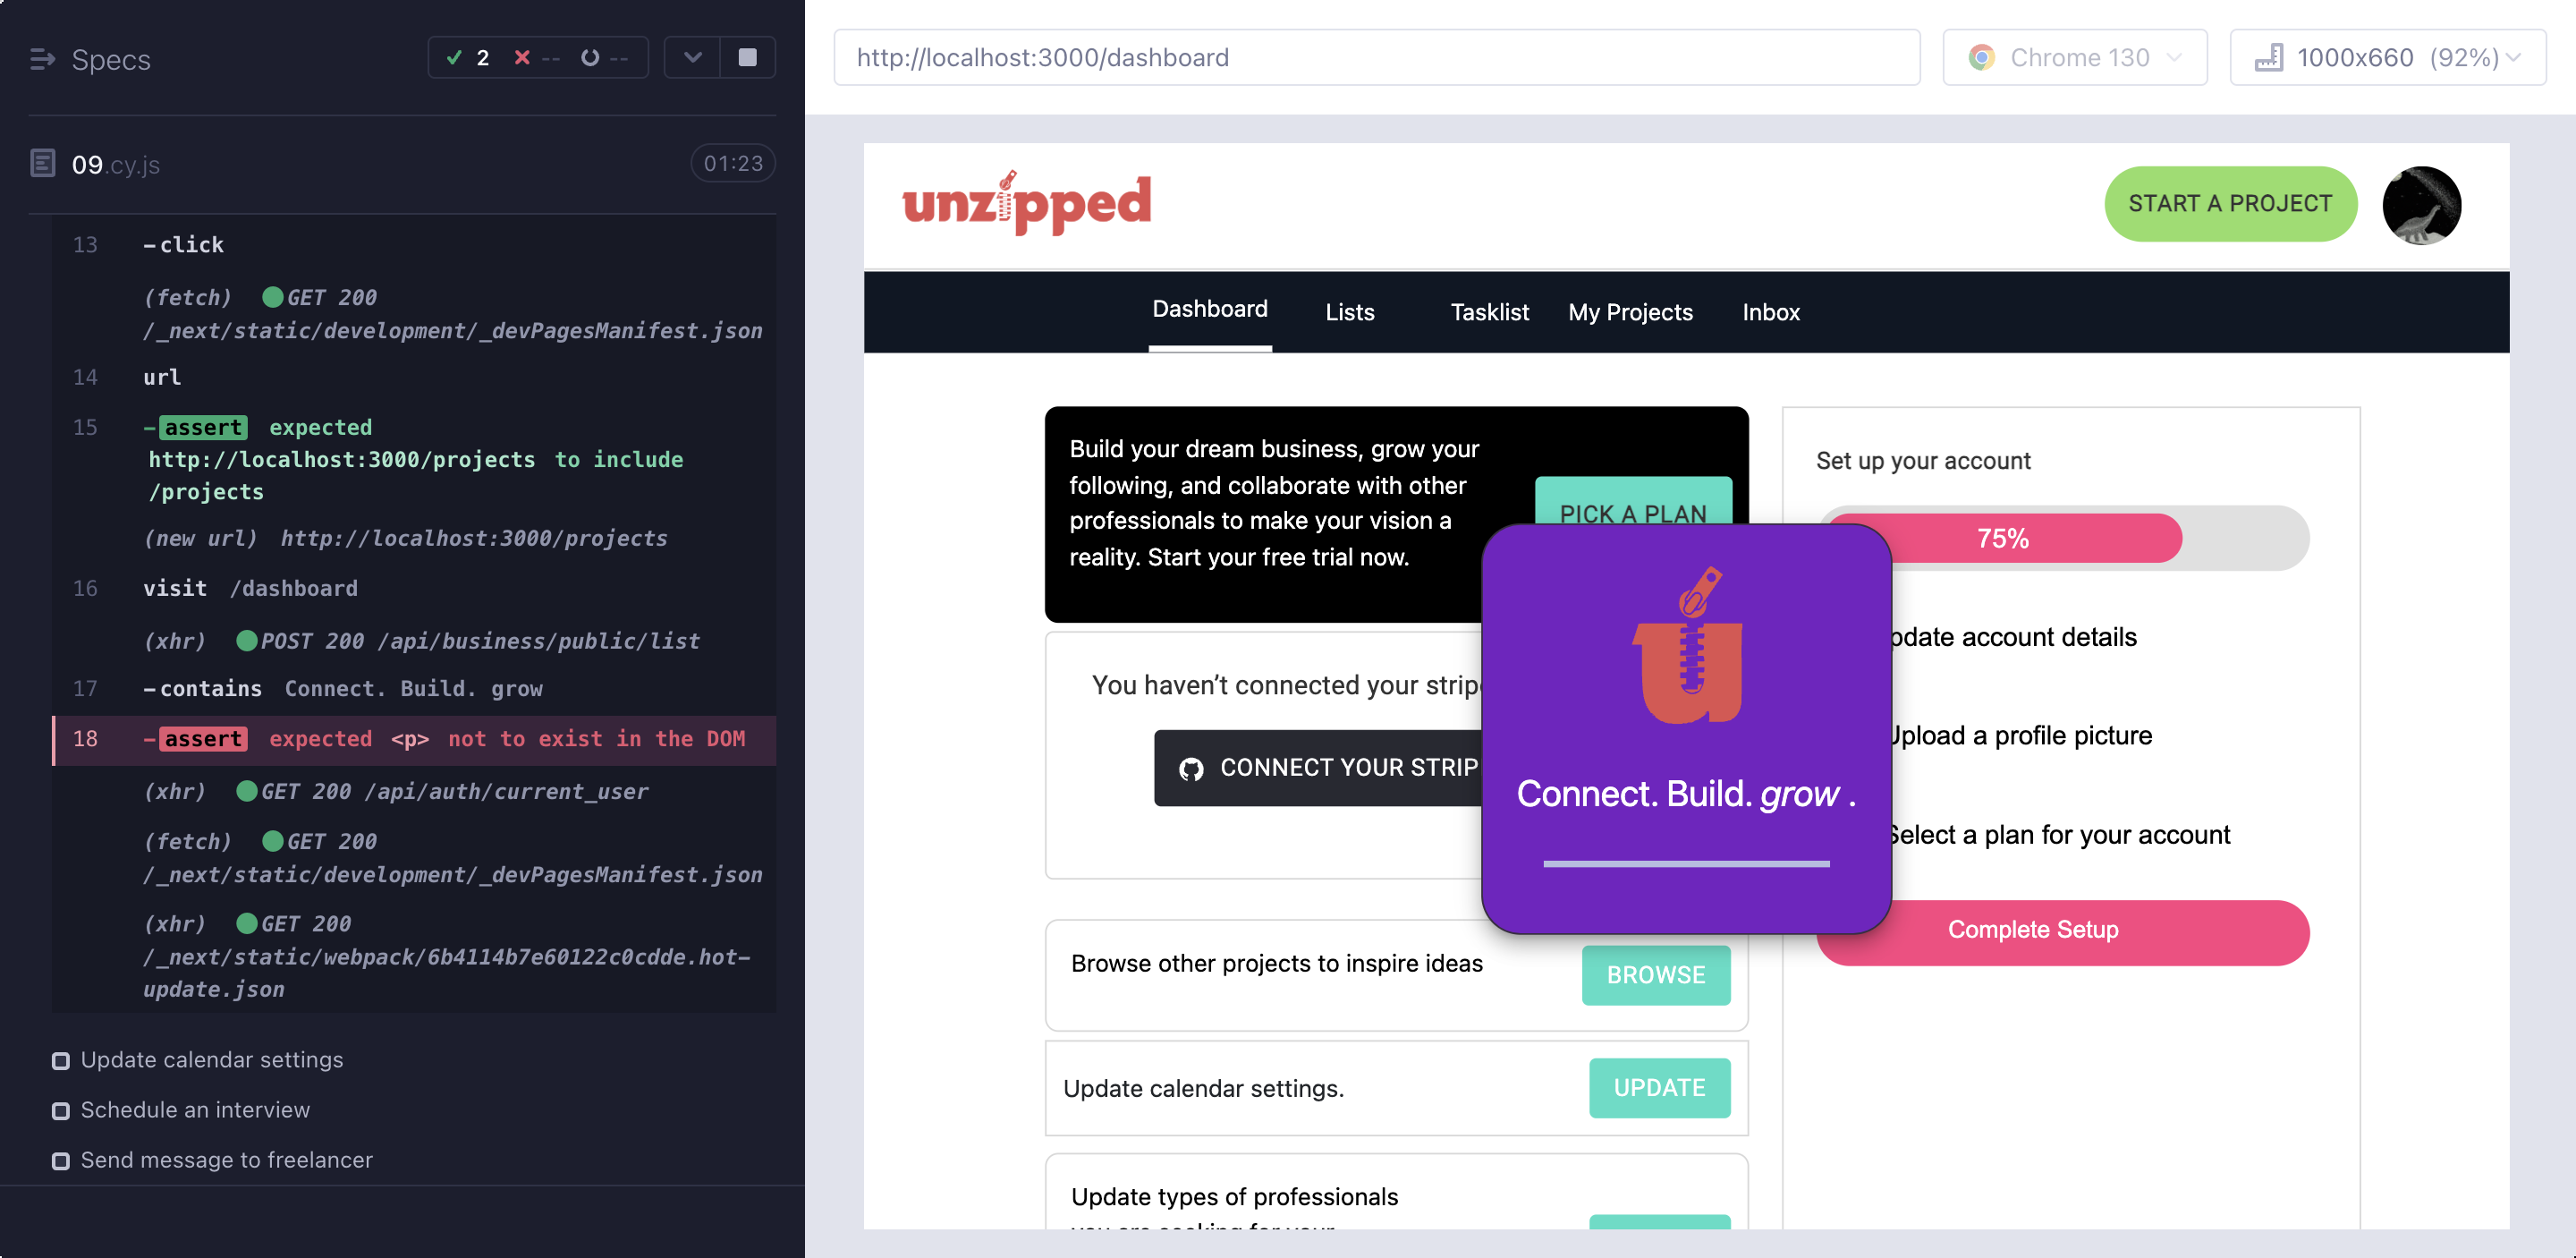 Specs
2 -- --
09.cy.js 01:23
13 -click
(fetch) GET 200
/_next/static/development/_devPagesManifest.json
14 url
15 -assert expected
http://localhost:3000/projects to include
/projects
(new url) http://localhost:3000/projects
16 visit /dashboard
(xhr) POST 200 /api/business/public/list
17 -contains Connect. Build. grow
18 -assert expected <p> not to exist in the DOM
(xhr) GET 200 /api/auth/current_user
(fetch) GET 200
/_next/static/development/_devPagesManifest.json
(xhr) GET 200
/_next/static/webpack/6b4114b7e60122c0cdde.hot-
update.json
Update calendar settings
Schedule an interview
Send message to freelancer
http://localhost:3000/dashboard
Chrome 130
1000x660 (92%)
unzipped
START A PROJECT
Dashboard Lists Tasklist My Projects Inbox
Build your dream business, grow your
following, and collaborate with other
professionals to make your vision a
reality. Start your free trial now.
PICK A PLAN
You haven't connected your strip
CONNECT YOUR STRIP
Browse other projects to inspire ideas
BROWSE
Update calendar settings.
UPDATE
Update types of professionals
Set up your account
75%
pdate account details
Upload a profile picture
Select a plan for your account
Complete Setup
u
Connect. Build. grow .